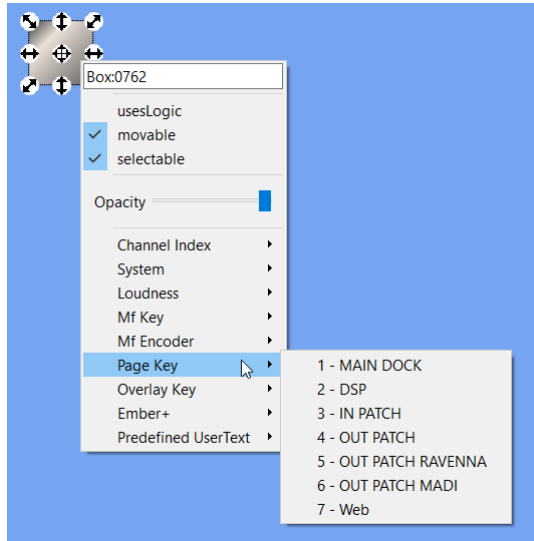 Box:0762
usesLogic
movable
selectable
Opacity
Channel Index
System
Loudness
Mf Key
Mf Encoder
Page Key
Overlay Key
Ember+
Predefined UserText
1 - MAIN DOCK
2 - DSP
3 - IN PATCH
4 - OUT PATCH
5 - OUT PATCH RAVENNA
6 - OUT PATCH MADI
7 - Web